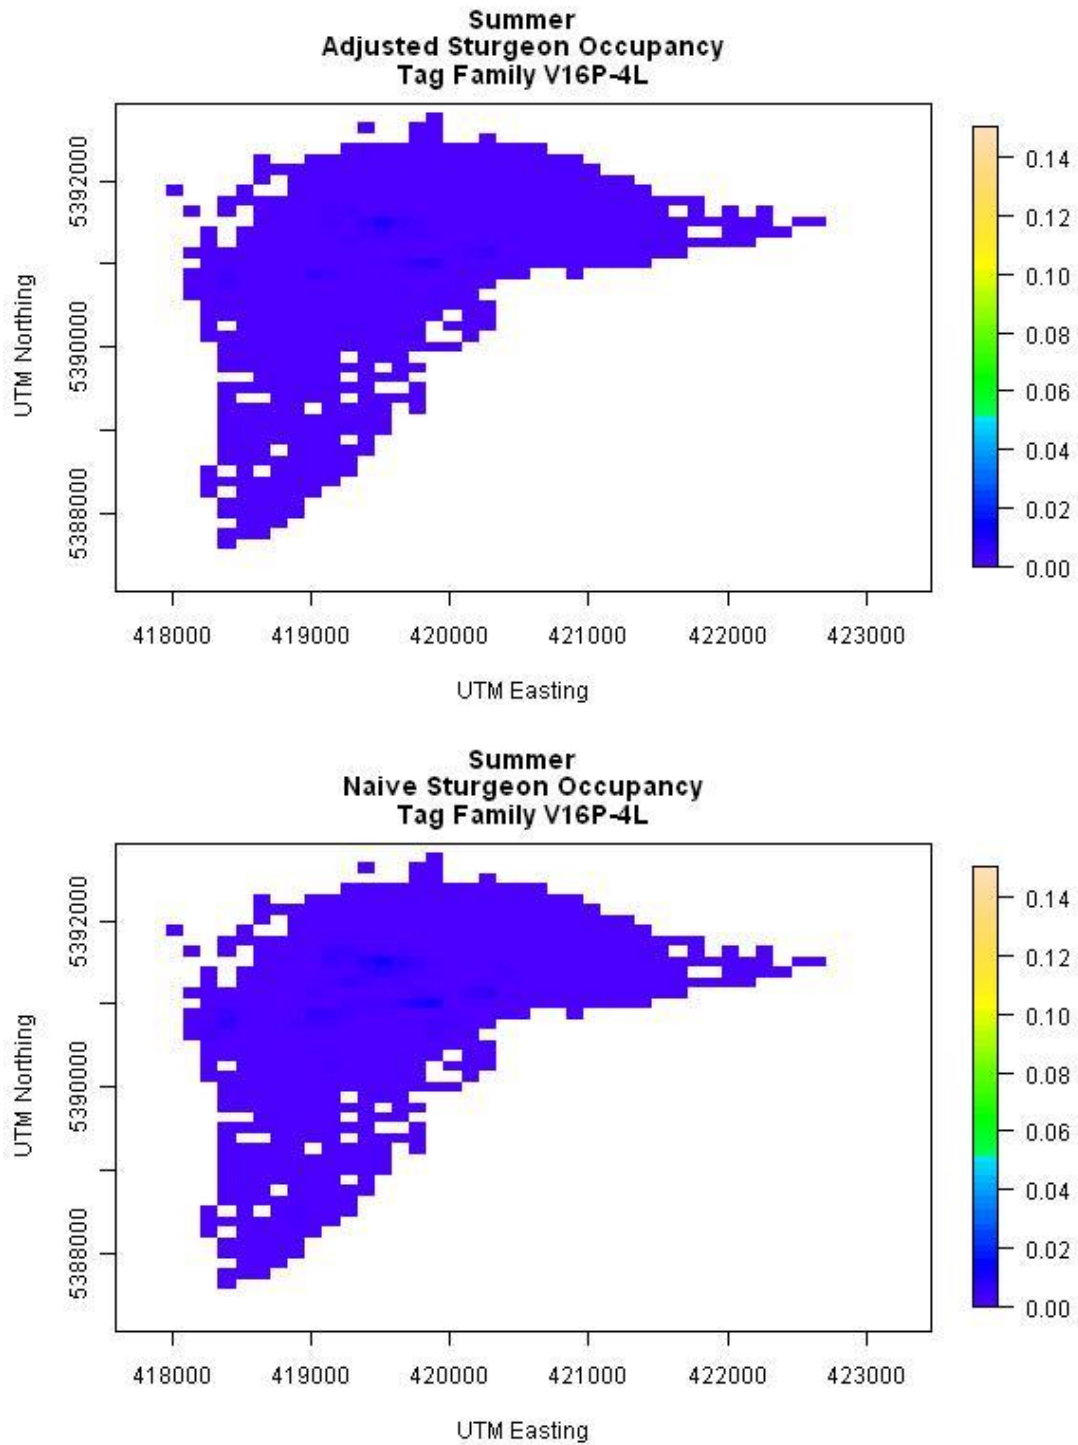 Summer
Adjusted Sturgeon Occupancy
Tag Family V16P-4L
UTM Northing
5392000
5390000
5388000
0.14
0.12
0.10
0.08
0.06
0.04
0.02
0.00
418000 419000 420000 421000 422000 423000
UTM Easting
Summer
Naive Sturgeon Occupancy
Tag Family V16P-4L
UTM Northing
5392000
5390000
5388000
0.14
0.12
0.10
0.08
0.06
0.04
0.02
0.00
418000 419000 420000 421000 422000 423000
UTM Easting